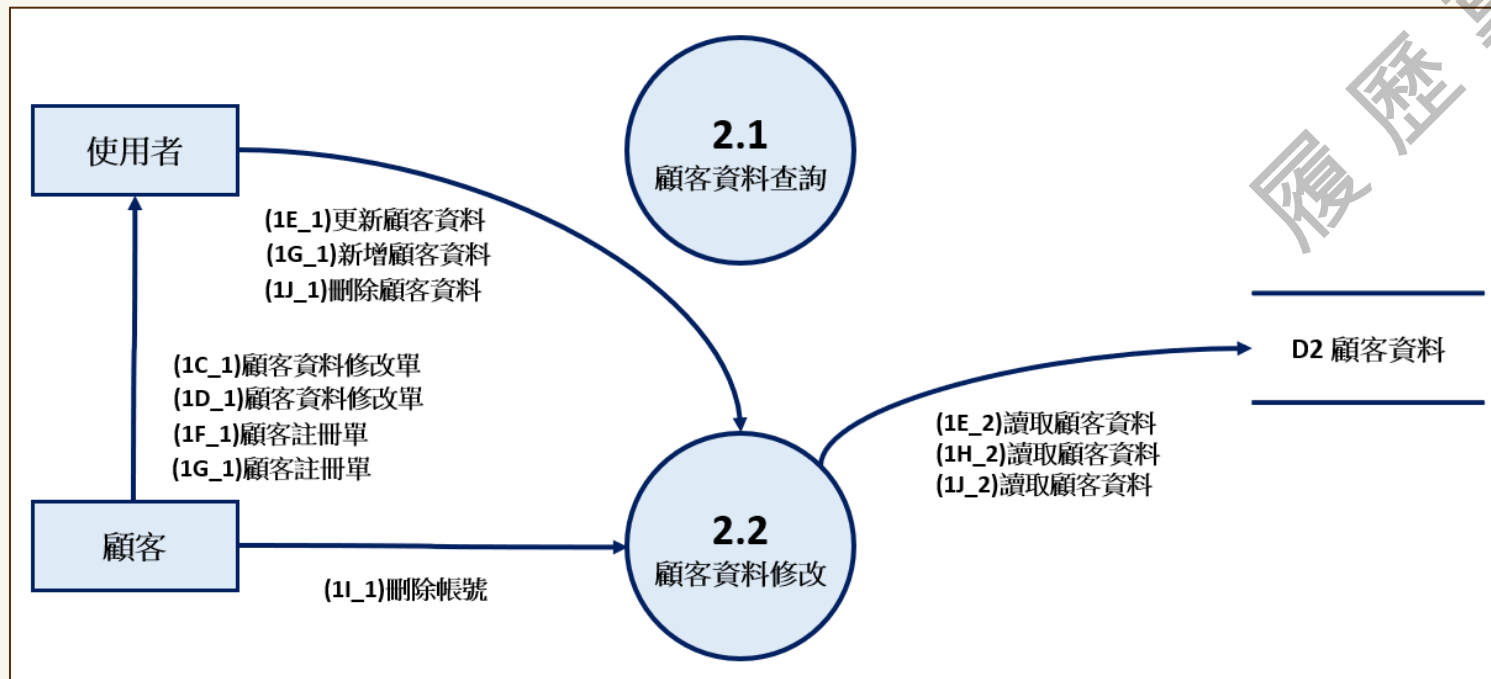 履歷
2.1
顧客資料查詢
使用者
(1E_1)更新顧客資料
(1G_1)新增顧客資料
(1J_1)刪除顧客資料
D2 顧客資料
(1C_1)顧客資料修改單
(1D_1)顧客資料修改單
(1F_1)顧客註冊單
(1G_1)顧客註冊單
(1E_2)讀取顧客資料
(1H_2)讀取顧客資料
(1J_2)讀取顧客資料
顧客
2.2
顧客資料修改
(1I_1)刪除帳號